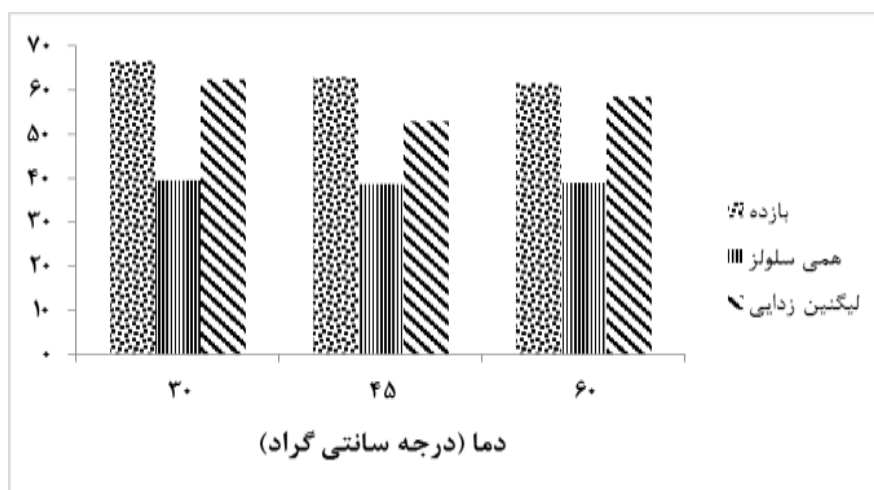 ۷۰
۶۰
۵۰
۴۰
۳۰
۲۰
۱۰
۰
۳۰ ۴۵ ۶۰
دما (درجه سانتی گراد)
بازده
همی سلولز
لیگنین زدایی